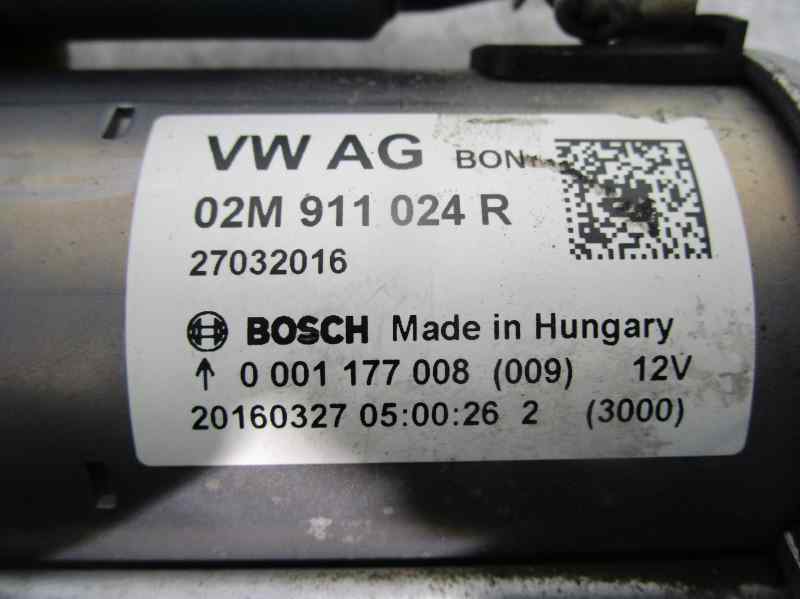 VW AG BON
02M 911 024 R
27032016
BOSCH Made in Hungary
↑ 0 001 177 008 (009) 12V
20160327 05:00:26 2 (3000)